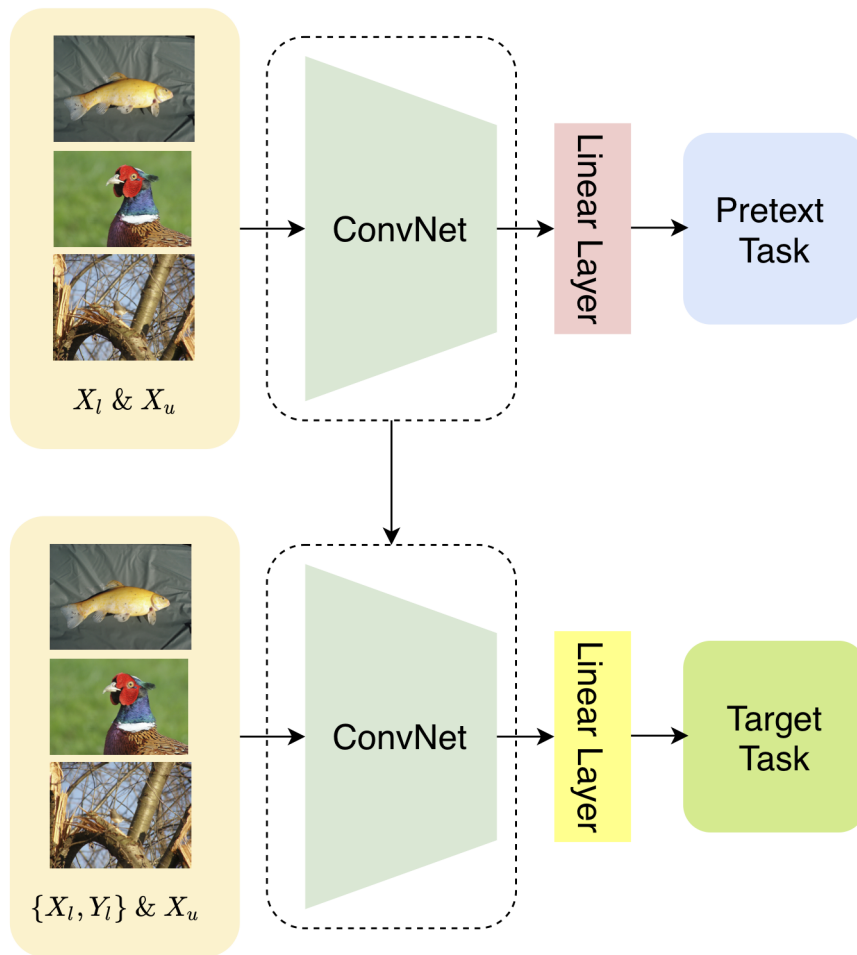 ConvNet
Linear Layer
Pretext
Task
$X_l$ & $X_u$
ConvNet
Linear Layer
Target
Task
$\{X_l, Y_l\}$ & $X_u$